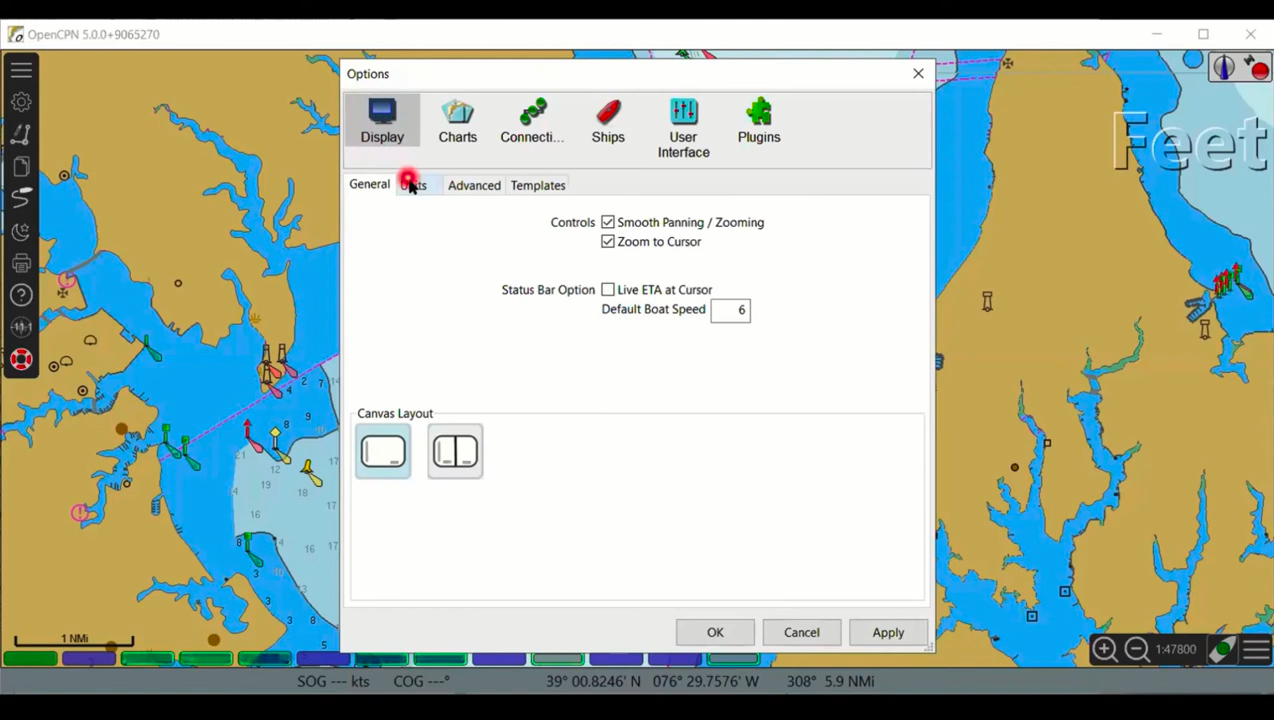 OpenCPN 5.0.0+9065270
Options
Display
Charts
Connecti...
Ships
User
Interface
Plugins
Feet
General
Advanced
Templates
Controls
Smooth Panning / Zooming
Zoom to Cursor
Status Bar Option
Live ETA at Cursor
Default Boat Speed
6
Canvas Layout
OK
Cancel
Apply
1 NMi
1:47800
SOG --- kts
COG ---°
39° 00.8246' N
076° 29.7576' W
308° 5.9 NMi